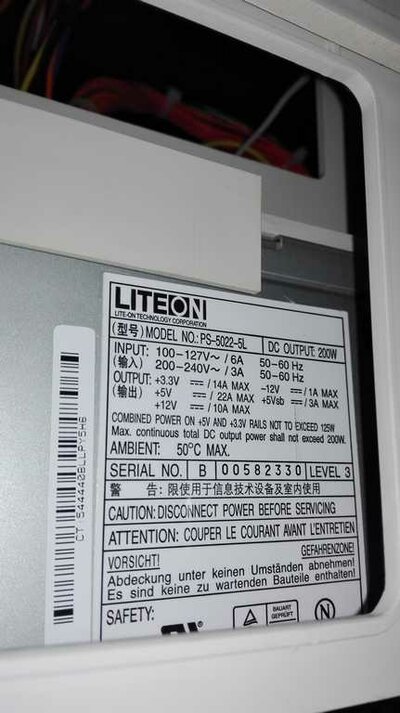 LITEON
LITE-ON TECHNOLOGY CORPORATION
(型号) MODEL NO.: PS-5022-5L DC OUTPUT: 200W
INPUT: 100-127V~ / 6A 50-60 Hz
(输入) 200-240V~ / 3A 50-60 Hz
OUTPUT: +3.3V / 14A MAX -12V / 1A MAX
(输出) +5V / 22A MAX +5Vsb / 3A MAX
+12V / 10A MAX
COMBINED POWER ON +5V AND +3.3V RAILS NOT TO EXCEED 125W
Max. continuous total DC output power shall not exceed 200W.
AMBIENT: 50°C MAX.
SERIAL NO. B 00582330 LEVEL 3
警 告: 限使用于信息技术设备及室内使用
CAUTION: DISCONNECT POWER BEFORE SERVICING
ATTENTION: COUPER LE COURANT AVANT L'ENTRETIEN
VORSICHT! GEFAHRENZONE!
Abdeckung unter keinen Umständen abnehmen!
Es sind keine zu wartenden Bauteile enthalten!
SAFETY:
BAUART
GEPRÜFT
N